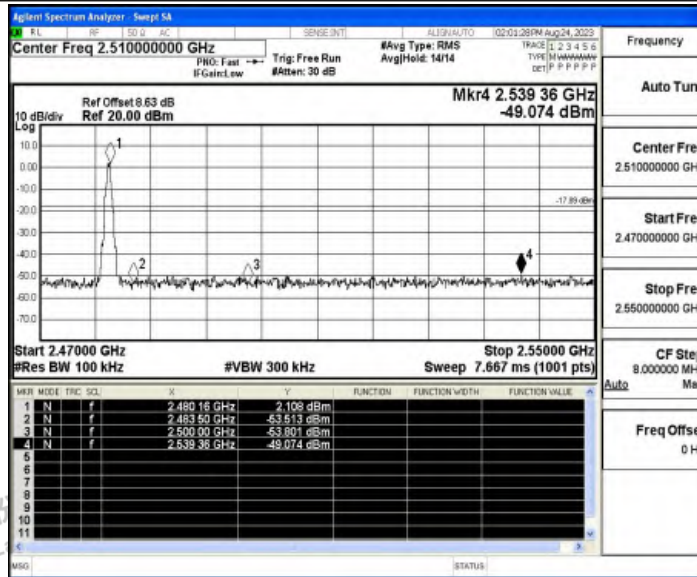 Agilent Spectrum Analyzer - Swept SA
RL RF 50 Ω AC SENSE:INT ALIGNAUTO 02:01:28PM Aug 24, 2023
Center Freq 2.510000000 GHz
PNO: Fast
IFGain:Low
Trig: Free Run
#Atten: 30 dB
#Avg Type: RMS
Avg|Hold: 14/14
TRACE 1 2 3 4 5 6
TYPE M WWWWW
DET P P P P P P
Ref Offset 8.63 dB
Ref 20.00 dBm
10 dB/div
Log
Mkr4 2.539 36 GHz
-49.074 dBm
10.0
0.00
-10.0
-20.0
-30.0
-40.0
-50.0
-60.0
-70.0
1
2
3
4
-17.89 dBm
Start 2.47000 GHz
Stop 2.55000 GHz
#Res BW 100 kHz
#VBW 300 kHz
Sweep 7.667 ms (1001 pts)
MKR MODE TRC SCL X Y FUNCTION FUNCTION WIDTH FUNCTION VALUE
1 N f 2.480 16 GHz 2.108 dBm
2 N f 2.483 50 GHz -53.513 dBm
3 N f 2.500 00 GHz -53.801 dBm
4 N f 2.539 36 GHz -49.074 dBm
5
6
7
8
9
10
11
MSG
STATUS
Frequency
Auto Tun
Center Fre
2.510000000 GH
Start Fre
2.470000000 GH
Stop Fre
2.550000000 GH
CF Ste
8.000000 MH
Auto Ma
Freq Offse
0 H